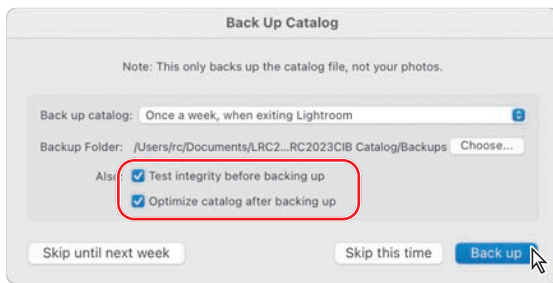 Back Up Catalog
Note: This only backs up the catalog file, not your photos.
Back up catalog: Once a week, when exiting Lightroom
Backup Folder: /Users/rc/Documents/LRC2...RC2023CIB Catalog/Backups Choose...
Also: Test integrity before backing up
Optimize catalog after backing up
Skip until next week Skip this time Back up